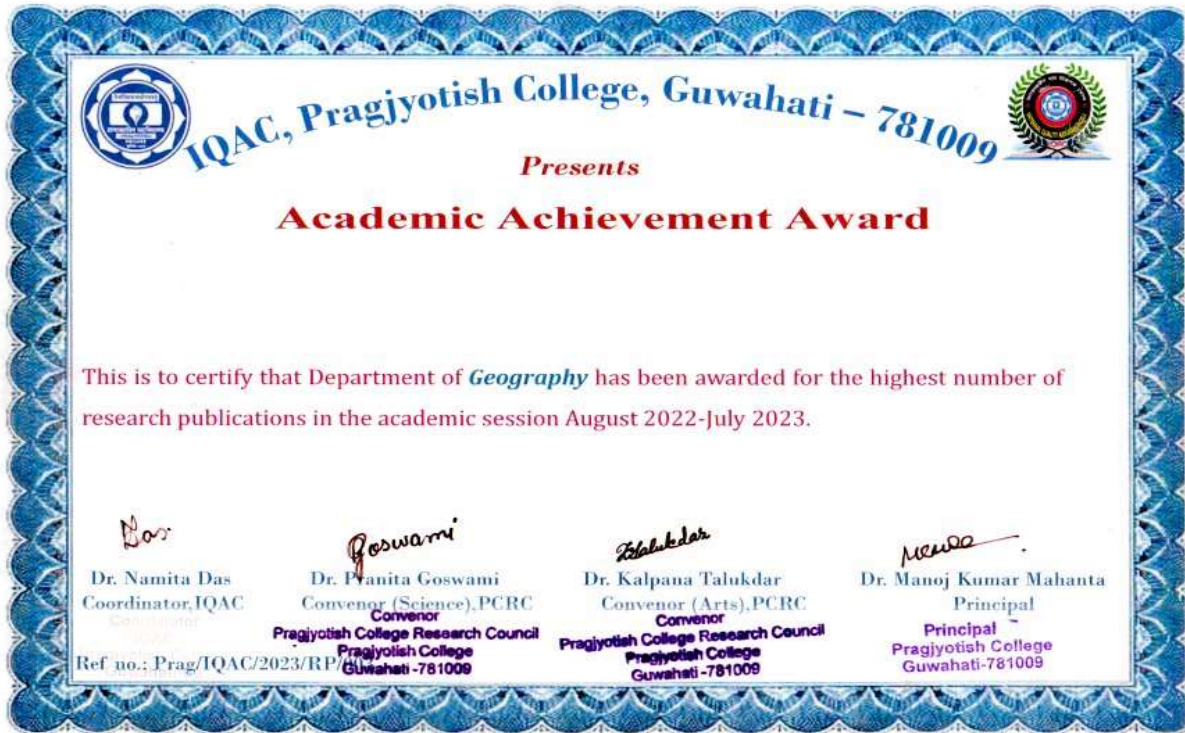 IQAC, Pragjyotish College, Guwahati – 781009
Presents
Academic Achievement Award
This is to certify that Department of Geography has been awarded for the highest number of
research publications in the academic session August 2022-July 2023.
Das
Goswami
Talukdar
Dr. Namita Das
Coordinator,IQAC
Dr. Pranita Goswami
Convenor (Science),PCRC
Convenor
Pragjyotish College Research Council
Pragjyotish College
Guwahati -781009
Dr. Kalpana Talukdar
Convenor (Arts),PCRC
Convenor
Pragjyotish College Research Council
Pragjyotish College
Guwahati -781009
Dr. Manoj Kumar Mahanta
Principal
Principal
Pragjyotish College
Guwahati-781009
Ref no.: Prag/IQAC/2023/RP/